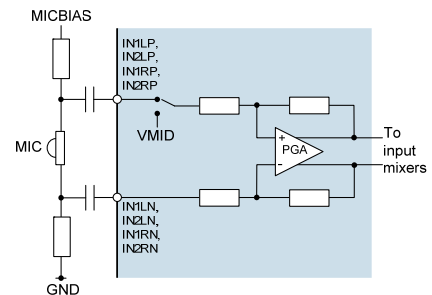 MICBIAS
IN1LP,
IN2LP,
IN1RP,
IN2RP
VMID
MIC
+
PGA
-
To
input
mixers
IN1LN,
IN2LN,
IN1RN,
IN2RN
GND